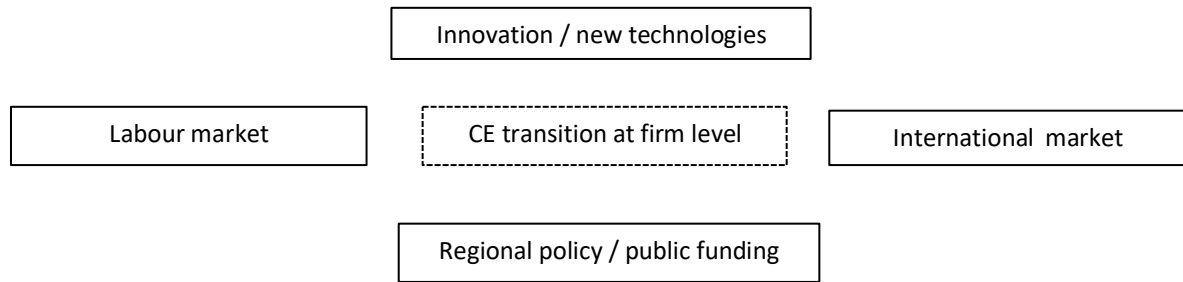 Innovation / new technologies
Labour market
CE transition at firm level
International market
Regional policy / public funding